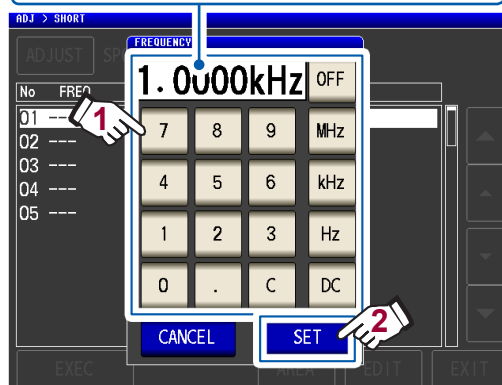 ADJ > SHORT
ADJUST
FREQUENCY
1.0000kHz OFF
No FREQ
01 ---
02 ---
03 ---
04 ---
05 ---
1
7 8 9 MHz
4 5 6 kHz
1 2 3 Hz
0 . C DC
CANCEL SET
2
EXEC AREA EDIT EXIT